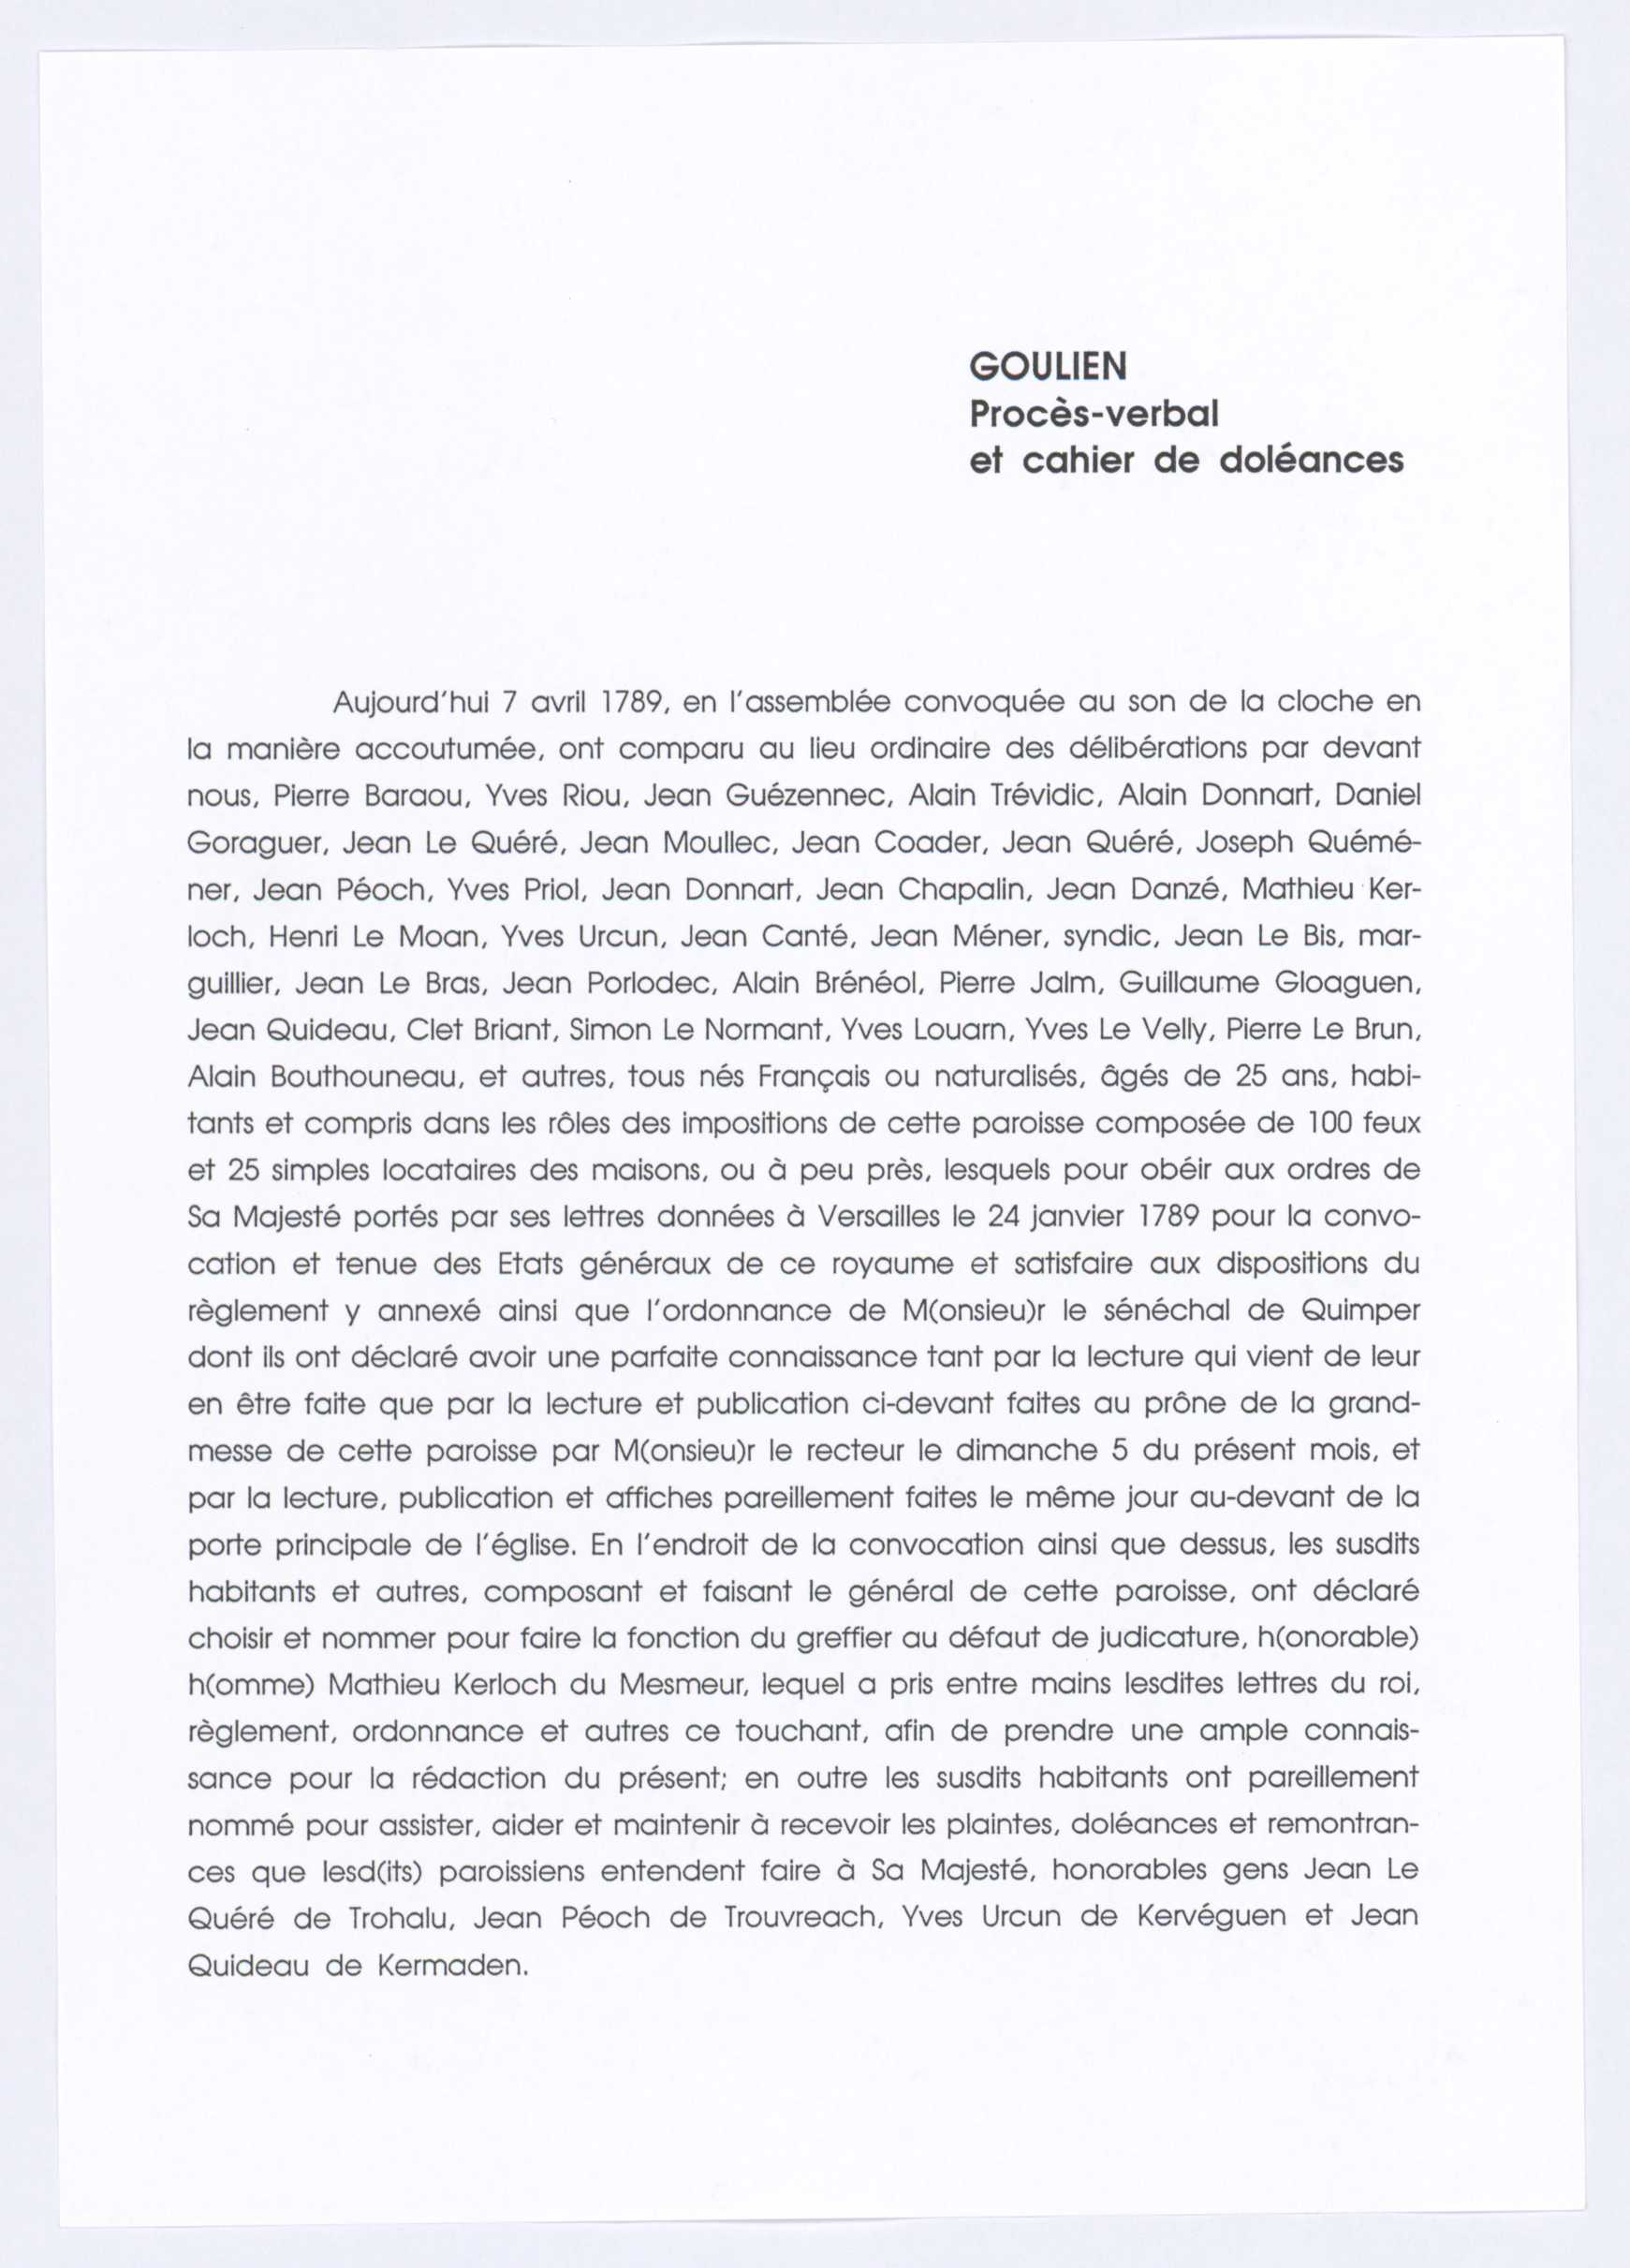 GOULIEN
Procès-verbal
et cahier de doléances
Aujourd'hui 7 avril 1789, en l'assemblée convoquée au son de la cloche en
la manière accoutumée, ont comparu au lieu ordinaire des délibérations par devant
nous, Pierre Baraou, Yves Riou, Jean Guézennec, Alain Trévidic, Alain Donnart, Daniel
Goraguer, Jean Le Quéré, Jean Moullec, Jean Coader, Jean Quéré, Joseph Quémé-
ner, Jean Péoch, Yves Priol, Jean Donnart, Jean Chapalin, Jean Danzé, Mathieu Ker-
loch, Henri Le Moan, Yves Urcun, Jean Canté, Jean Méner, syndic, Jean Le Bis, mar-
guillier, Jean Le Bras, Jean Porlodec, Alain Brénéol, Pierre Jalm, Guillaume Gloaguen,
Jean Quideau, Clet Briant, Simon Le Normant, Yves Louarn, Yves Le Velly, Pierre Le Brun,
Alain Bouthouneau, et autres, tous nés Français ou naturalisés, âgés de 25 ans, habi-
tants et compris dans les rôles des impositions de cette paroisse composée de 100 feux
et 25 simples locataires des maisons, ou à peu près, lesquels pour obéir aux ordres de
Sa Majesté portés par ses lettres données à Versailles le 24 janvier 1789 pour la convo-
cation et tenue des Etats généraux de ce royaume et satisfaire aux dispositions du
règlement y annexé ainsi que l'ordonnance de M(onsieu)r le sénéchal de Quimper
dont ils ont déclaré avoir une parfaite connaissance tant par la lecture qui vient de leur
en être faite que par la lecture et publication ci-devant faites au prône de la grand-
messe de cette paroisse par M(onsieu)r le recteur le dimanche 5 du présent mois, et
par la lecture, publication et affiches pareillement faites le même jour au-devant de la
porte principale de l'église. En l'endroit de la convocation ainsi que dessus, les susdits
habitants et autres, composant et faisant le général de cette paroisse, ont déclaré
choisir et nommer pour faire la fonction du greffier au défaut de judicature, h(onorable)
h(omme) Mathieu Kerloch du Mesmeur, lequel a pris entre mains lesdites lettres du roi,
règlement, ordonnance et autres ce touchant, afin de prendre une ample connais-
sance pour la rédaction du présent; en outre les susdits habitants ont pareillement
nommé pour assister, aider et maintenir à recevoir les plaintes, doléances et remontran-
ces que lesd(its) paroissiens entendent faire à Sa Majesté, honorables gens Jean Le
Quéré de Trohalu, Jean Péoch de Trouvreach, Yves Urcun de Kervéguen et Jean
Quideau de Kermaden.